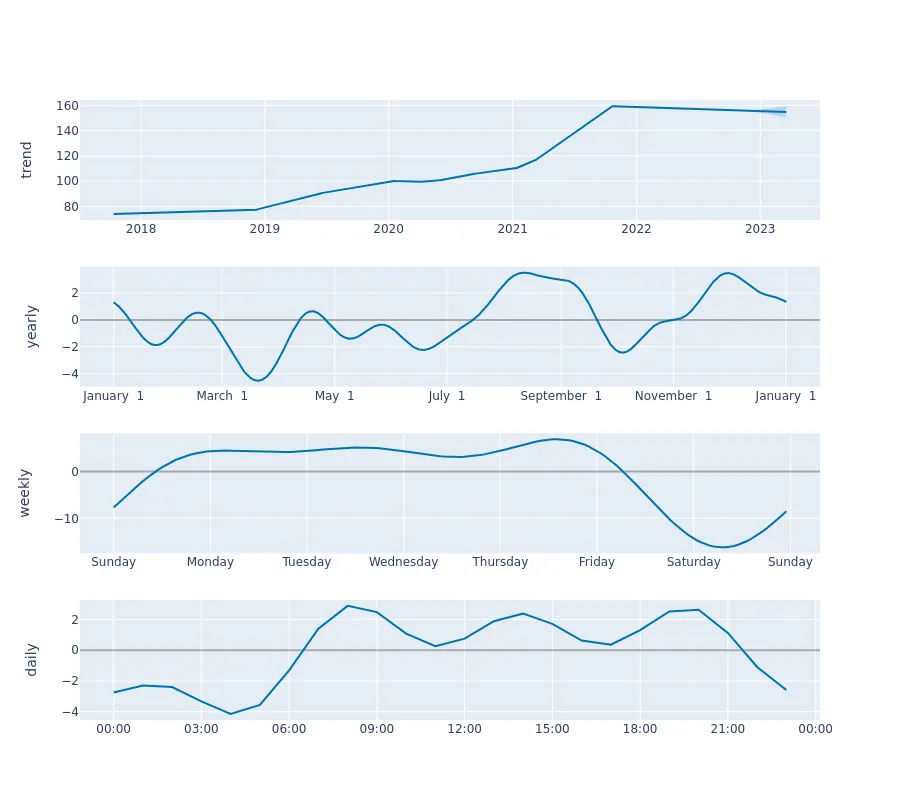 trend
160
140
120
100
80
2018 2019 2020 2021 2022 2023
yearly
2
0
−2
−4
January 1 March 1 May 1 July 1 September 1 November 1 January 1
weekly
0
−10
Sunday Monday Tuesday Wednesday Thursday Friday Saturday Sunday
daily
2
0
−2
−4
00:00 03:00 06:00 09:00 12:00 15:00 18:00 21:00 00:00